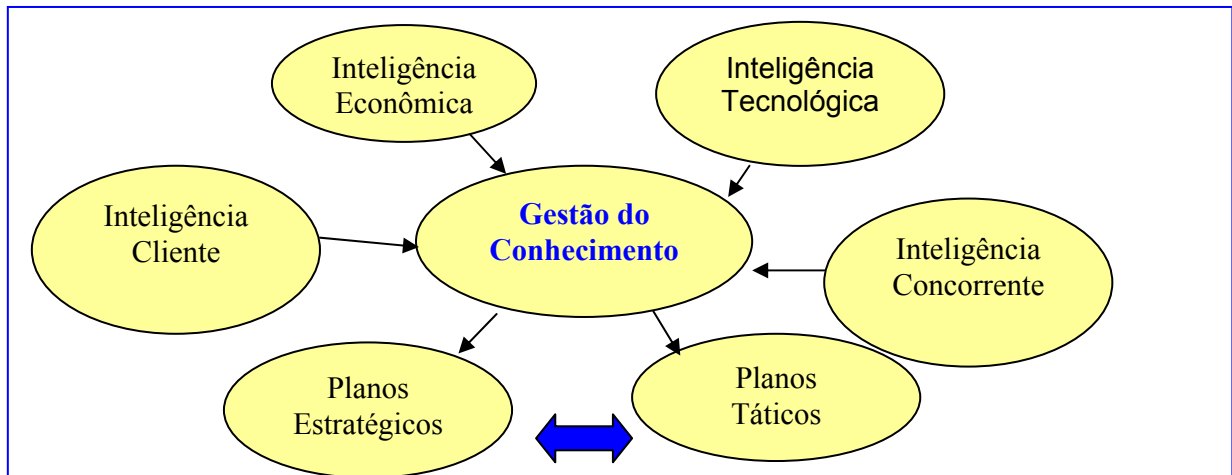 Inteligência
Econômica
Inteligência
Tecnológica
Inteligência
Cliente
Gestão do
Conhecimento
Inteligência
Concorrente
Planos
Estratégicos
Planos
Táticos